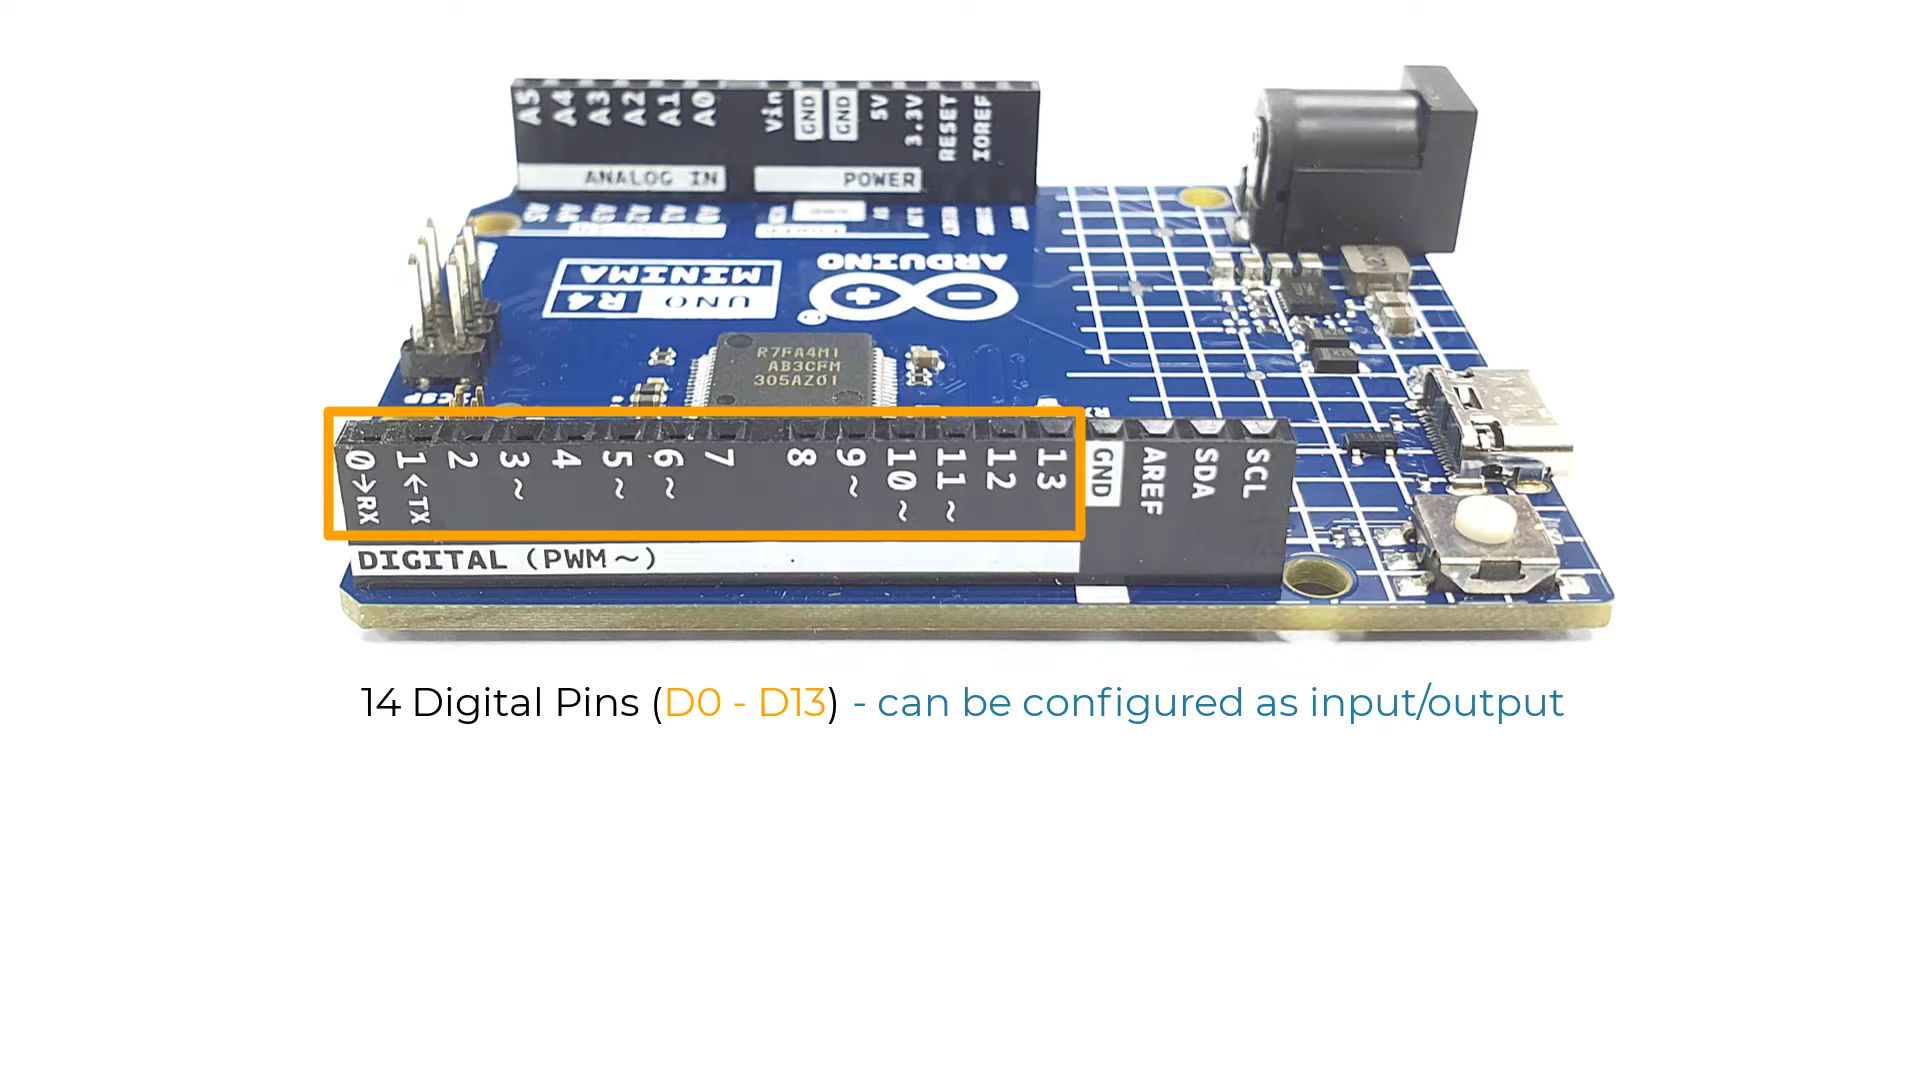 A5 A4 A3 A2 A1 A0 Vin GND GND 5V 3.3V RESET IOREF
ANALOG IN POWER
ARDUINO
UNO R4
MINIMA
R7FA4M1
AB3CFM
305AZ01
0→RX 1←TX 2 3~ 4 5~ 6~ 7 8 9~ 10~ 11~ 12 13 GND AREF SDA SCL
DIGITAL (PWM~)
14 Digital Pins (D0 - D13) - can be configured as input/output